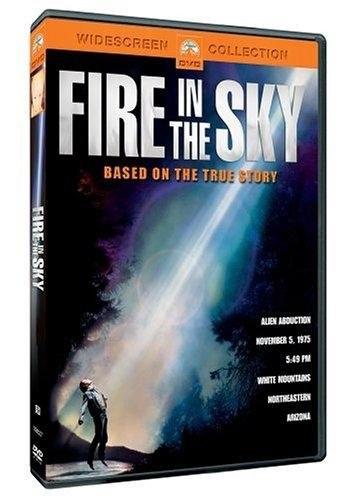 WIDESCREEN DVD COLLECTION
FIRE IN THE SKY
BASED ON THE TRUE STORY
ALIEN ABDUCTION
NOVEMBER 5, 1975
5:49 PM
WHITE MOUNTAINS
NORTHEASTERN
ARIZONA
FIRE IN THE SKY
DVD